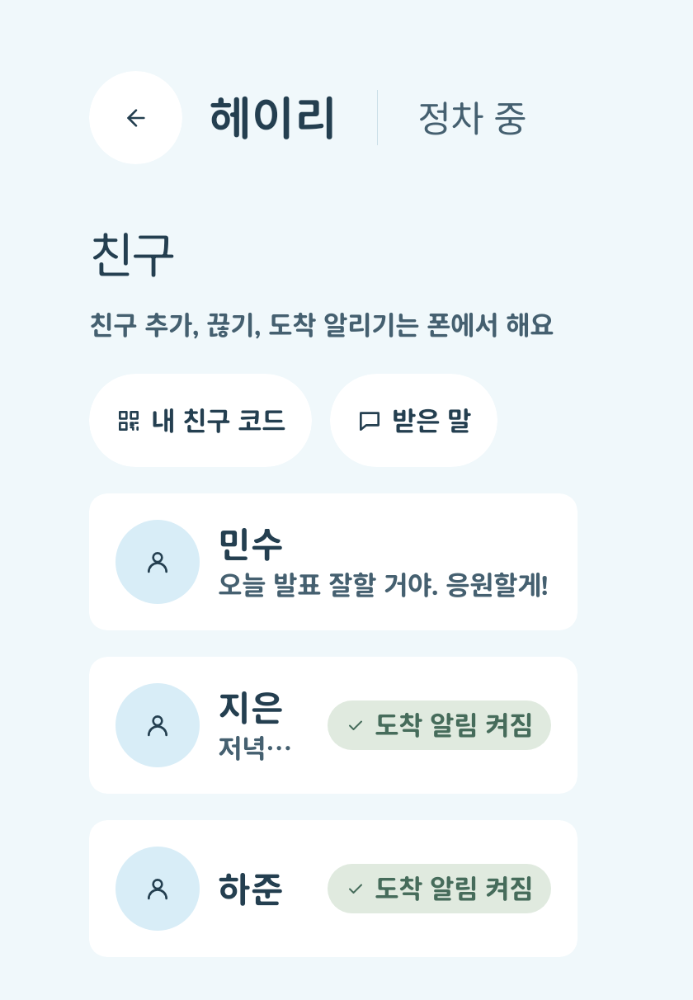 헤이리
정차 중
친구
친구 추가, 끊기, 도착 알리기는 폰에서 해요
내 친구 코드
받은 말
민수
오늘 발표 잘할 거야. 응원할게!
지은
저녁…
도착 알림 켜짐
하준
도착 알림 켜짐